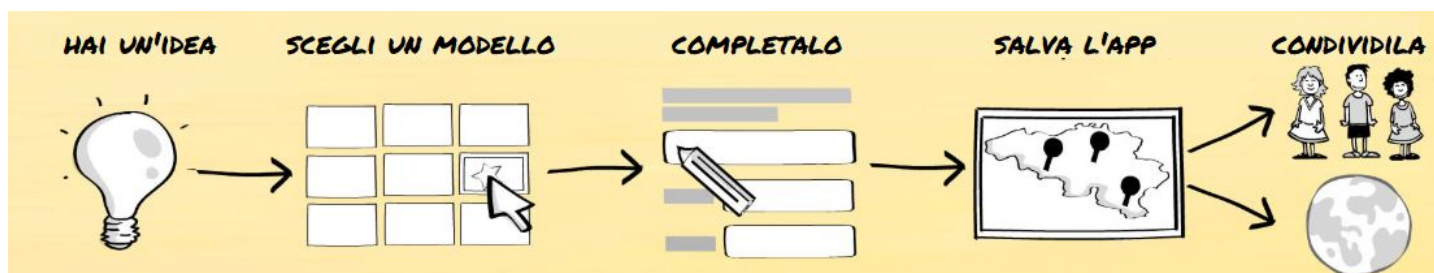 HAI UN'IDEA
SCEGLI UN MODELLO
COMPLETALO
SALVA L'APP
CONDIVIDILA